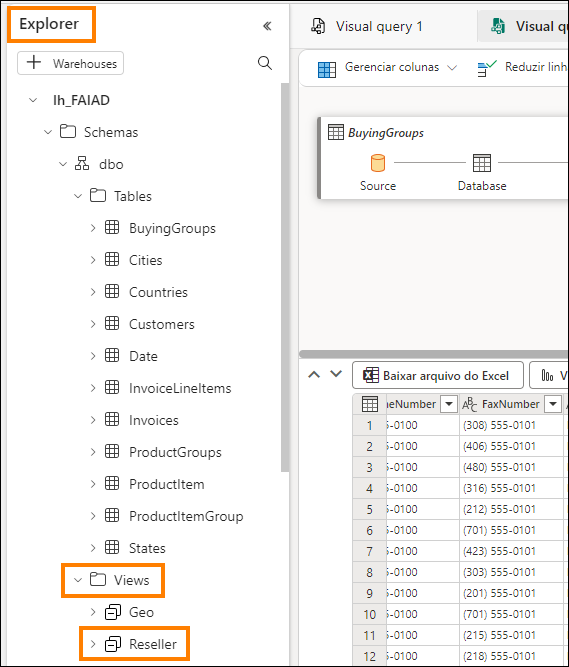 Explorer
Warehouses
lh_FAIAD
Schemas
dbo
Tables
BuyingGroups
Cities
Countries
Customers
Date
InvoiceLineItems
Invoices
ProductGroups
ProductItem
ProductItemGroup
States
Views
Geo
Reseller
Visual query 1
Visual qu
Gerenciar colunas
Reduzir linh
BuyingGroups
Source
Database
Baixar arquivo do Excel
V
neNumber ABC FaxNumber
1 5-0100 (308) 555-0101
2 5-0100 (406) 555-0101
3 5-0100 (480) 555-0101
4 5-0100 (316) 555-0101
5 5-0100 (212) 555-0101
6 5-0100 (701) 555-0101
7 5-0100 (423) 555-0101
8 5-0100 (303) 555-0101
9 5-0100 (201) 555-0101
10 5-0100 (701) 555-0101
11 5-0100 (215) 555-0101
12 5-0100 (218) 555-0101